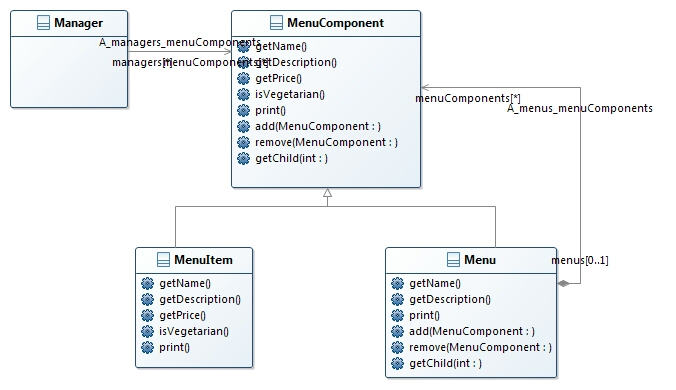 Manager
A_managers_menuComponents
managers[*]
menuComponents[*]
MenuComponent
getName()
getDescription()
getPrice()
isVegetarian()
print()
add(MenuComponent : )
remove(MenuComponent : )
getChild(int : )
menuComponents[*]
A_menus_menuComponents
MenuItem
getName()
getDescription()
getPrice()
isVegetarian()
print()
Menu
getName()
getDescription()
print()
add(MenuComponent : )
remove(MenuComponent : )
getChild(int : )
menus[0..1]